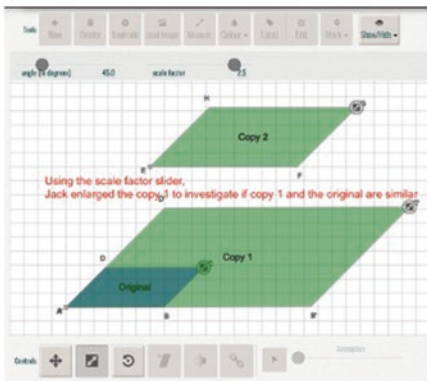 Tools
New
Delete
Duplicate
Load Image
Measure
Colour
Label
Edit
Mark
Show/Hide
angle (in degrees) 45.0 scale factor 2.5
H
Copy 2
E
F
Using the scale factor slider,
Jack enlarged the copy 1 to investigate if copy 1 and the original are similar
D'
D
Copy 1
Original
A'
B
B'
Controls